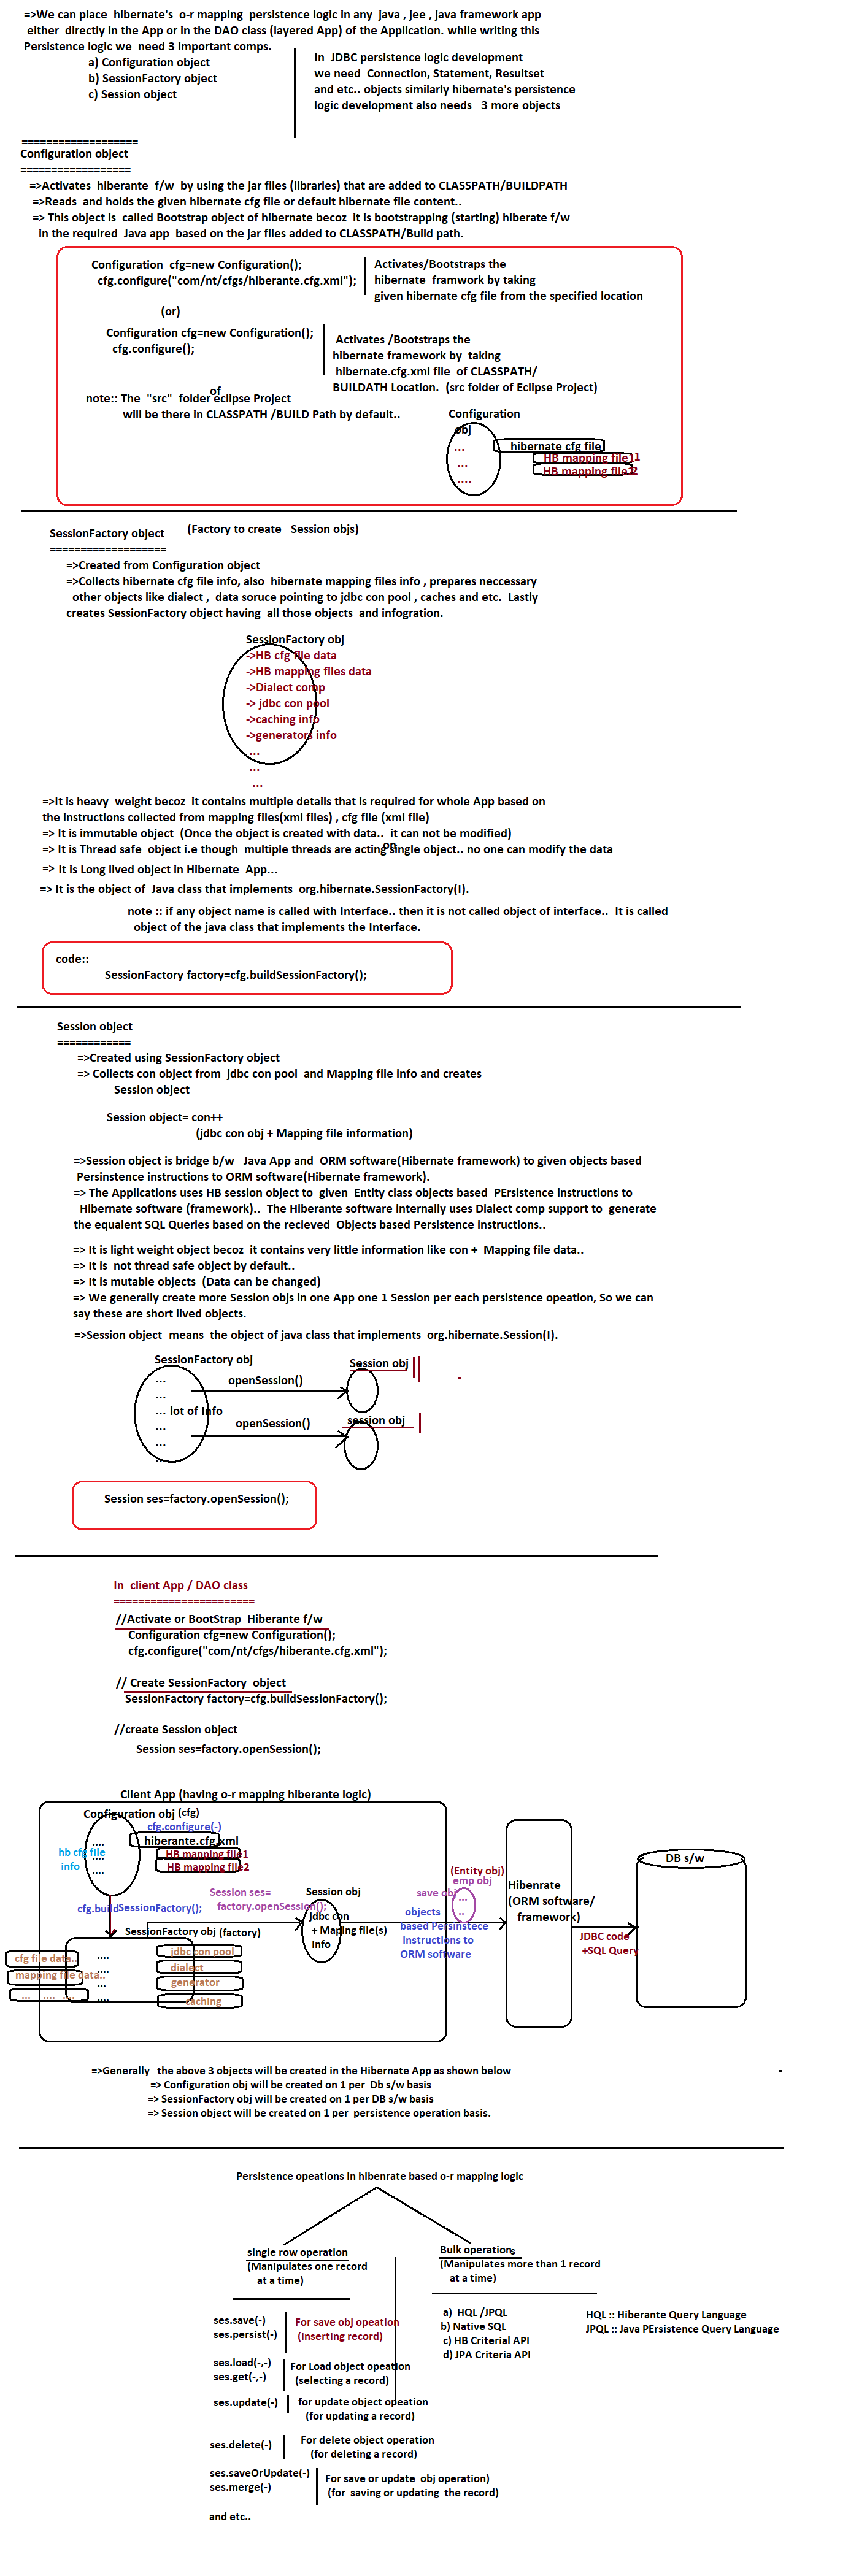 =>We can place  hibernate's  o-r mapping  persistence logic in any  java , jee , java framework app
either  directly in the App or in the DAO class (layered App) of the Application. while writing this
Persistence logic we  need 3 important comps.
a) Configuration object
b) SessionFactory object
c) Session object
In  JDBC persistence logic development
we need  Connection, Statement, Resultset
and etc.. objects similarly hibernate's persistence
logic development also needs   3 more objects
===================
Configuration object
==================
=>Activates  hiberante  f/w  by using the jar files (libraries) that are added to CLASSPATH/BUILDPATH
=>Reads  and holds the given hibernate cfg file or default hibernate file content..
=> This object is  called Bootstrap object of hibernate becoz  it is bootstrapping (starting) hiberate f/w
in the required  Java app  based on the jar files added to CLASSPATH/Build path.
Configuration  cfg=new Configuration();
cfg.configure("com/nt/cfgs/hiberante.cfg.xml");
Activates/Bootstraps the
hibernate  framwork by taking
given hibernate cfg file from the specified location
(or)
Configuration cfg=new Configuration();
cfg.configure();
Activates /Bootstraps the
hibernate framework by  taking
hibernate.cfg.xml file  of CLASSPATH/
BUILDATH Location.  (src folder of Eclipse Project)
of
note:: The  "src"  folder eclipse Project
will be there in CLASSPATH /BUILD Path by default..
Configuration
obj
...
...
....
hibernate cfg file
HB mapping file 1
HB mapping file 2
SessionFactory object
(Factory to create   Session objs)
===================
=>Created from Configuration object
=>Collects hibernate cfg file info, also  hibernate mapping files info , prepares neccessary
other objects like dialect ,  data soruce pointing to jdbc con pool , caches and etc.  Lastly
creates SessionFactory object having  all those objects  and infogration.
SessionFactory obj
->HB cfg file data
->HB mapping files data
->Dialect comp
-> jdbc con pool
->caching info
->generators info
...
...
...
=>It is heavy  weight becoz  it contains multiple details that is required for whole App based on
the instructions collected from mapping files(xml files) , cfg file (xml file)
=> It is immutable object  (Once the object is created with data..  it can not be modified)
on
=> It is Thread safe  object i.e though  multiple threads are acting single object.. no one can modify the data
=> It is Long lived object in Hibernate  App...
=> It is the object of  Java class that implements  org.hibernate.SessionFactory(I).
note :: if any object name is called with Interface.. then it is not called object of interface..  It is called
object of the java class that implements the Interface.
code::
SessionFactory factory=cfg.buildSessionFactory();
Session object
============
=>Created using SessionFactory object
=> Collects con object from  jdbc con pool  and Mapping file info and creates
Session object
Session object= con++
(jdbc con obj + Mapping file information)
=>Session object is bridge b/w   Java App and  ORM software(Hibernate framework) to given objects based
Persinstence instructions to ORM software(Hibernate framework).
=> The Applications uses HB session object to  given  Entity class objects based  PErsistence instructions to
Hibernate software (framework)..  The Hiberante software internally uses Dialect comp support to  generate
the equalent SQL Queries based on the recieved  Objects based Persistence instructions..
=> It is light weight object becoz  it contains very little information like con +  Mapping file data..
=> It is  not thread safe object by default..
=> It is mutable objects  (Data can be changed)
=> We generally create more Session objs in one App one 1 Session per each persistence opeation, So we can
say these are short lived objects.
=>Session object  means  the object of java class that implements  org.hibernate.Session(I).
SessionFactory obj
...
...
... lot of Info
...
...
...
openSession()
Session obj
openSession()
session obj
Session ses=factory.openSession();
In  client App / DAO class
=======================
//Activate or BootStrap  Hiberante f/w
Configuration cfg=new Configuration();
cfg.configure("com/nt/cfgs/hiberante.cfg.xml");
// Create SessionFactory  object
SessionFactory factory=cfg.buildSessionFactory();
//create Session object
Session ses=factory.openSession();
Client App (having o-r mapping hiberante logic)
Configuration obj (cfg)
cfg.configure(-)
hiberante.cfg.xml
HB mapping file1
HB mapping file2
hb cfg file
info
....
....
....
cfg.buildSessionFactory();
Session ses=
factory.openSession();
Session obj
jdbc con
+ Maping file(s)
info
(Entity obj)
emp obj
save obj
...
..
objects
based Persinstece
instructions to
ORM software
Hibenrate
(ORM software/
framework)
JDBC code
+SQL Query
DB s/w
SessionFactory obj (factory)
cfg file data..
mapping file data..
...    ....   ....
....
....
...
....
jdbc con pool
dialect
generator
caching
=>Generally   the above 3 objects will be created in the Hibernate App as shown below
=> Configuration obj will be created on 1 per  Db s/w basis
=> SessionFactory obj will be created on 1 per DB s/w basis
=> Session object will be created on 1 per  persistence operation basis.
Persistence opeations in hibenrate based o-r mapping logic
single row operation
(Manipulates one record
at a time)
Bulk operations
(Manipulates more than 1 record
at a time)
ses.save(-)
ses.persist(-)
For save obj opeation
(Inserting record)
ses.load(-,-)
ses.get(-,-)
For Load object opeation
(selecting a record)
ses.update(-)
for update object opeation
(for updating a record)
ses.delete(-)
For delete object operation
(for deleting a record)
ses.saveOrUpdate(-)
ses.merge(-)
For save or update  obj operation)
(for  saving or updating  the record)
and etc..
a)  HQL /JPQL
b) Native SQL
c) HB Criterial API
d) JPA Criteria API
HQL :: Hiberante Query Language
JPQL :: Java PErsistence Query Language